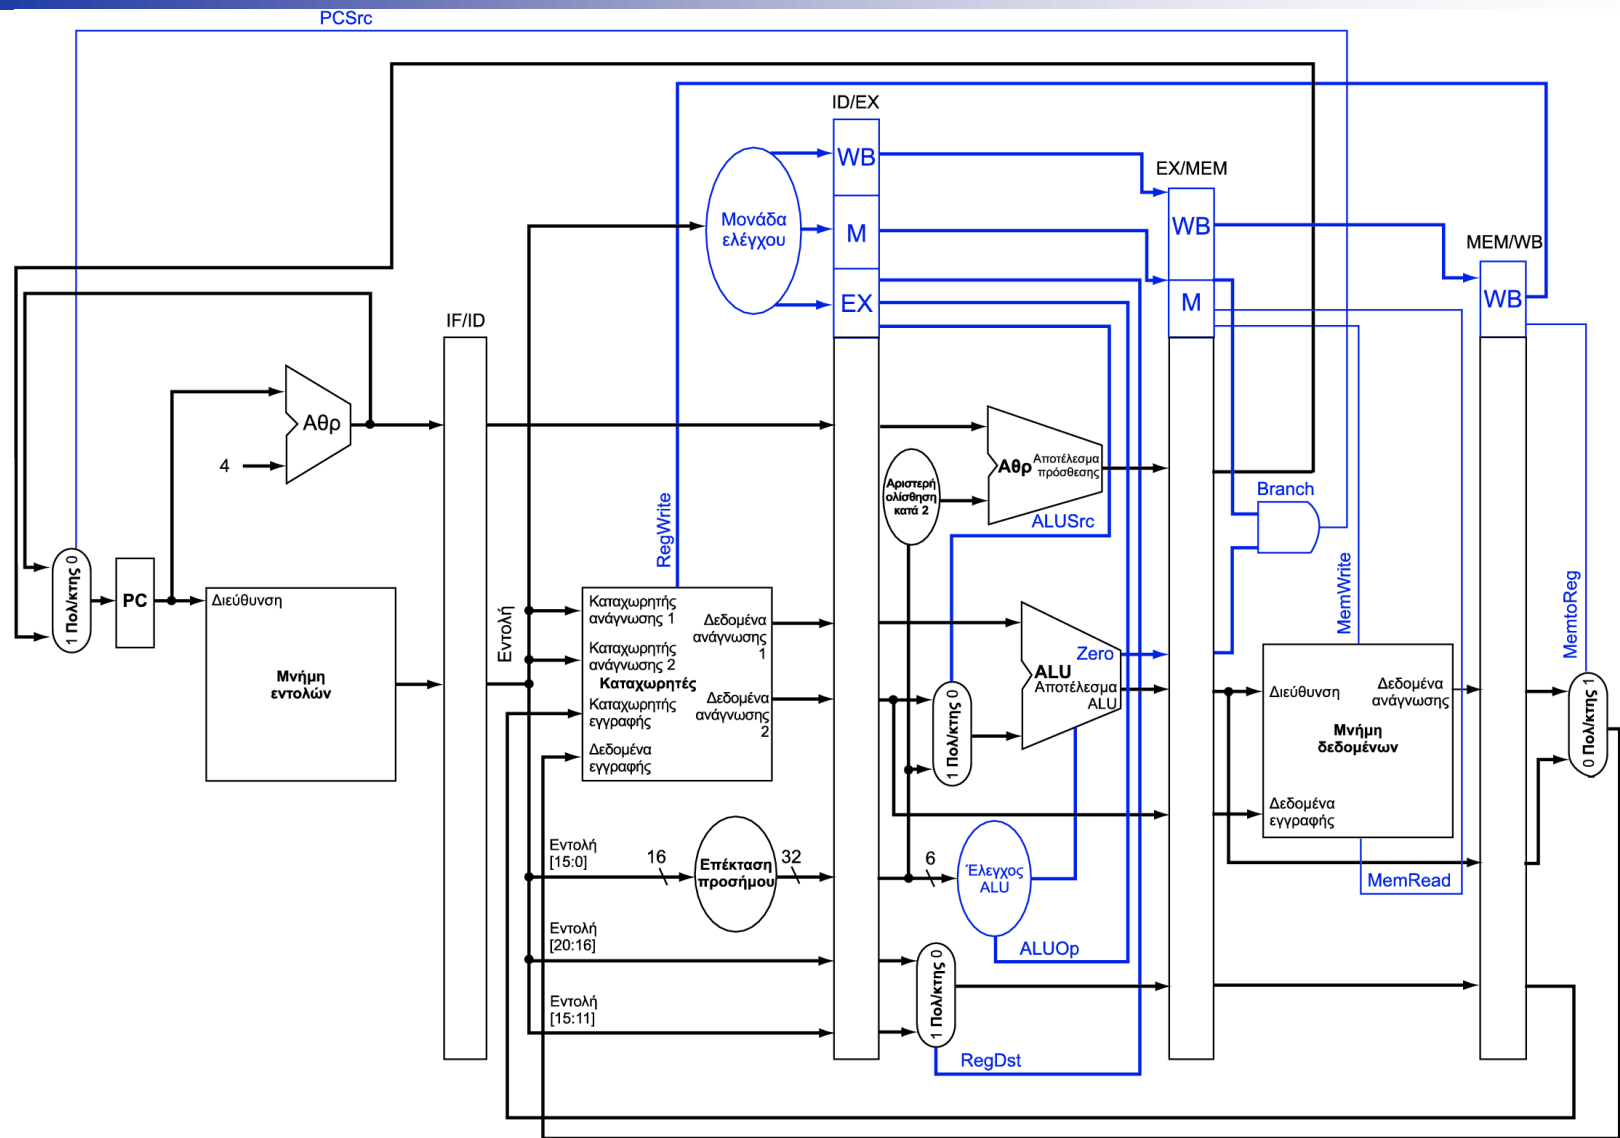 PCSrc
ID/EX
WB
EX/MEM
Μονάδα
ελέγχου
M
WB
MEM/WB
EX
M
WB
IF/ID
Αθρ
4
Αθρ
Αποτέλεσμα
πρόσθεσης
Αριστερή
ολίσθηση
κατά 2
ALUSrc
Branch
RegWrite
MemWrite
MemtoReg
1 Πολ/κτης 0
PC
Διεύθυνση
Μνήμη
εντολών
Εντολή
Καταχωρητής
ανάγνωσης 1
Καταχωρητής
ανάγνωσης 2
Καταχωρητές
Καταχωρητής
εγγραφής
Δεδομένα
εγγραφής
Δεδομένα
ανάγνωσης
1
Δεδομένα
ανάγνωσης
2
1 Πολ/κτης 0
Zero
ALU
Αποτέλεσμα
ALU
Διεύθυνση
Δεδομένα
ανάγνωσης
Μνήμη
δεδομένων
Δεδομένα
εγγραφής
0 Πολ/κτης 1
Εντολή
[15:0]
16
Επέκταση
προσήμου
32
6
Έλεγχος
ALU
MemRead
Εντολή
[20:16]
ALUOp
1 Πολ/κτης 0
Εντολή
[15:11]
RegDst